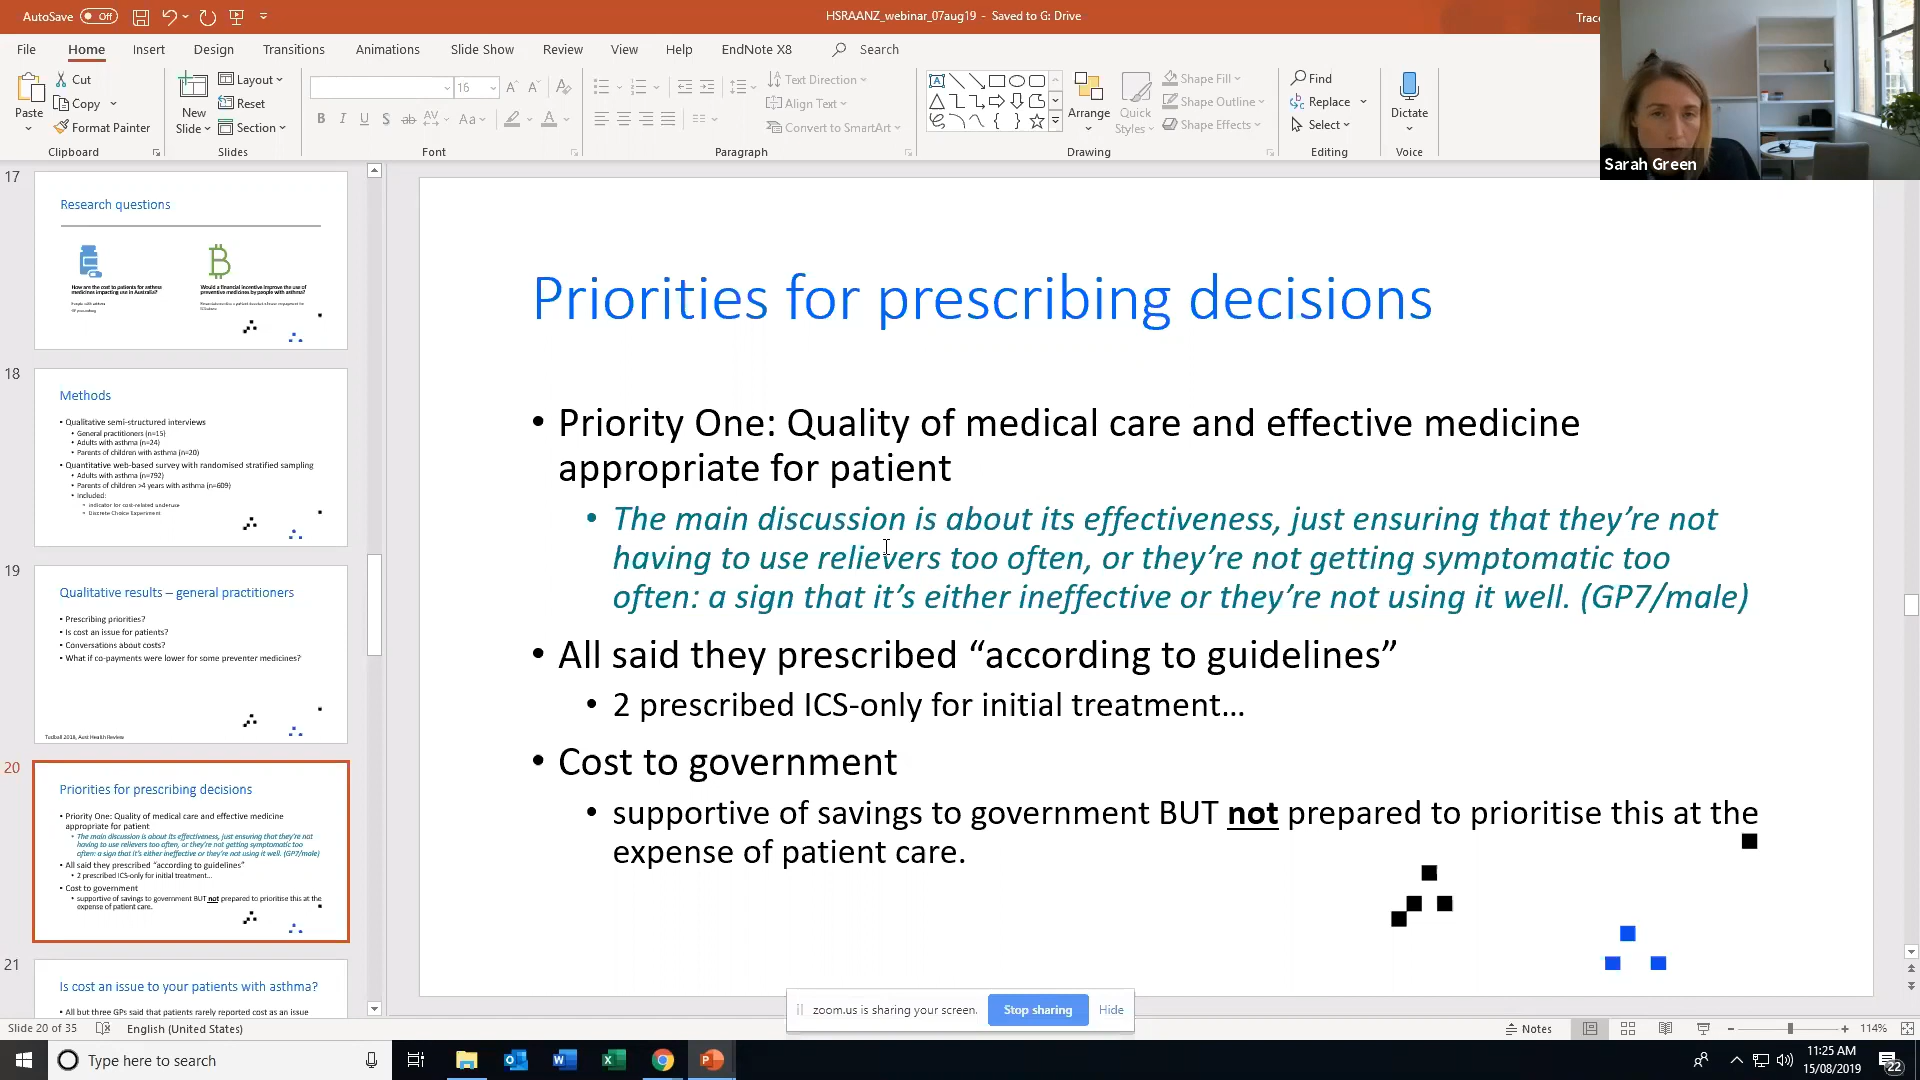 AutoSave Off
HSRAANZ_webinar_07aug19 - Saved to G: Drive
Trace
File Home Insert Design Transitions Animations Slide Show Review View Help EndNote X8 Search
Paste
Cut
Copy
Format Painter
Clipboard
New Slide
Layout
Reset
Section
Slides
16
B I U S ab AV Aa A
Font
Text Direction
Align Text
Convert to SmartArt
Paragraph
Arrange
Quick Styles
Shape Fill
Shape Outline
Shape Effects
Drawing
Find
Replace
Select
Editing
Dictate
Voice
Sarah Green
17
Research questions
How are the cost to patients for asthma
medicines impacting use in Australia?
Would a financial incentive improve the use of
preventive medicines by people with asthma?
18
Methods
• Qualitative semi-structured interviews
• General practitioners (n=15)
• Adults with asthma (n=24)
• Parents of children with asthma (n=20)
• Quantitative web-based survey with randomised stratified sampling
• Adults with asthma (n=792)
• Parents of children >4 years with asthma (n=609)
• Included:
• Indicator for cost-related underuse
• Discrete Choice Experiment
19
Qualitative results – general practitioners
• Prescribing priorities?
• Is cost an issue for patients?
• Conversations about costs?
• What if co-payments were lower for some preventer medicines?
Tudball 2018, Aust Health Review
20
Priorities for prescribing decisions
• Priority One: Quality of medical care and effective medicine
appropriate for patient
• The main discussion is about its effectiveness, just ensuring that they're not
having to use relievers too often, or they're not getting symptomatic too
often: a sign that it's either ineffective or they're not using it well. (GP7/male)
• All said they prescribed "according to guidelines"
• 2 prescribed ICS-only for initial treatment...
• Cost to government
• supportive of savings to government BUT not prepared to prioritise this at the
expense of patient care.
21
Is cost an issue to your patients with asthma?
• All but three GPs said that patients rarely reported cost as an issue
Priorities for prescribing decisions
• Priority One: Quality of medical care and effective medicine
appropriate for patient
• The main discussion is about its effectiveness, just ensuring that they're not
having to use relievers too often, or they're not getting symptomatic too
often: a sign that it's either ineffective or they're not using it well. (GP7/male)
• All said they prescribed "according to guidelines"
• 2 prescribed ICS-only for initial treatment...
• Cost to government
• supportive of savings to government BUT not prepared to prioritise this at the
expense of patient care.
zoom.us is sharing your screen. Stop sharing Hide
Slide 20 of 35 English (United States)
Notes
114%
Type here to search
11:25 AM
15/08/2019
22